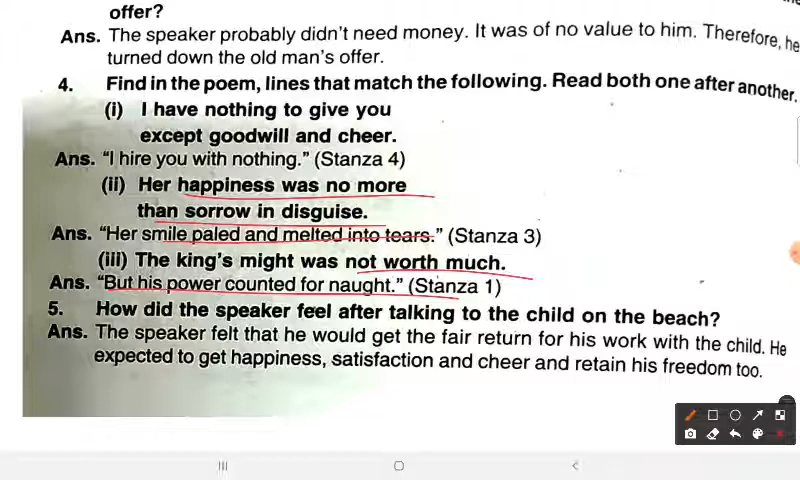 offer?
Ans. The speaker probably didn't need money. It was of no value to him. Therefore, he
turned down the old man's offer.
4. Find in the poem, lines that match the following. Read both one after another.
(i) I have nothing to give you
except goodwill and cheer.
Ans. "I hire you with nothing." (Stanza 4)
(ii) Her happiness was no more
than sorrow in disguise.
Ans. "Her smile paled and melted into tears." (Stanza 3)
(iii) The king's might was not worth much.
Ans. "But his power counted for naught." (Stanza 1)
5. How did the speaker feel after talking to the child on the beach?
Ans. The speaker felt that he would get the fair return for his work with the child. He
expected to get happiness, satisfaction and cheer and retain his freedom too.